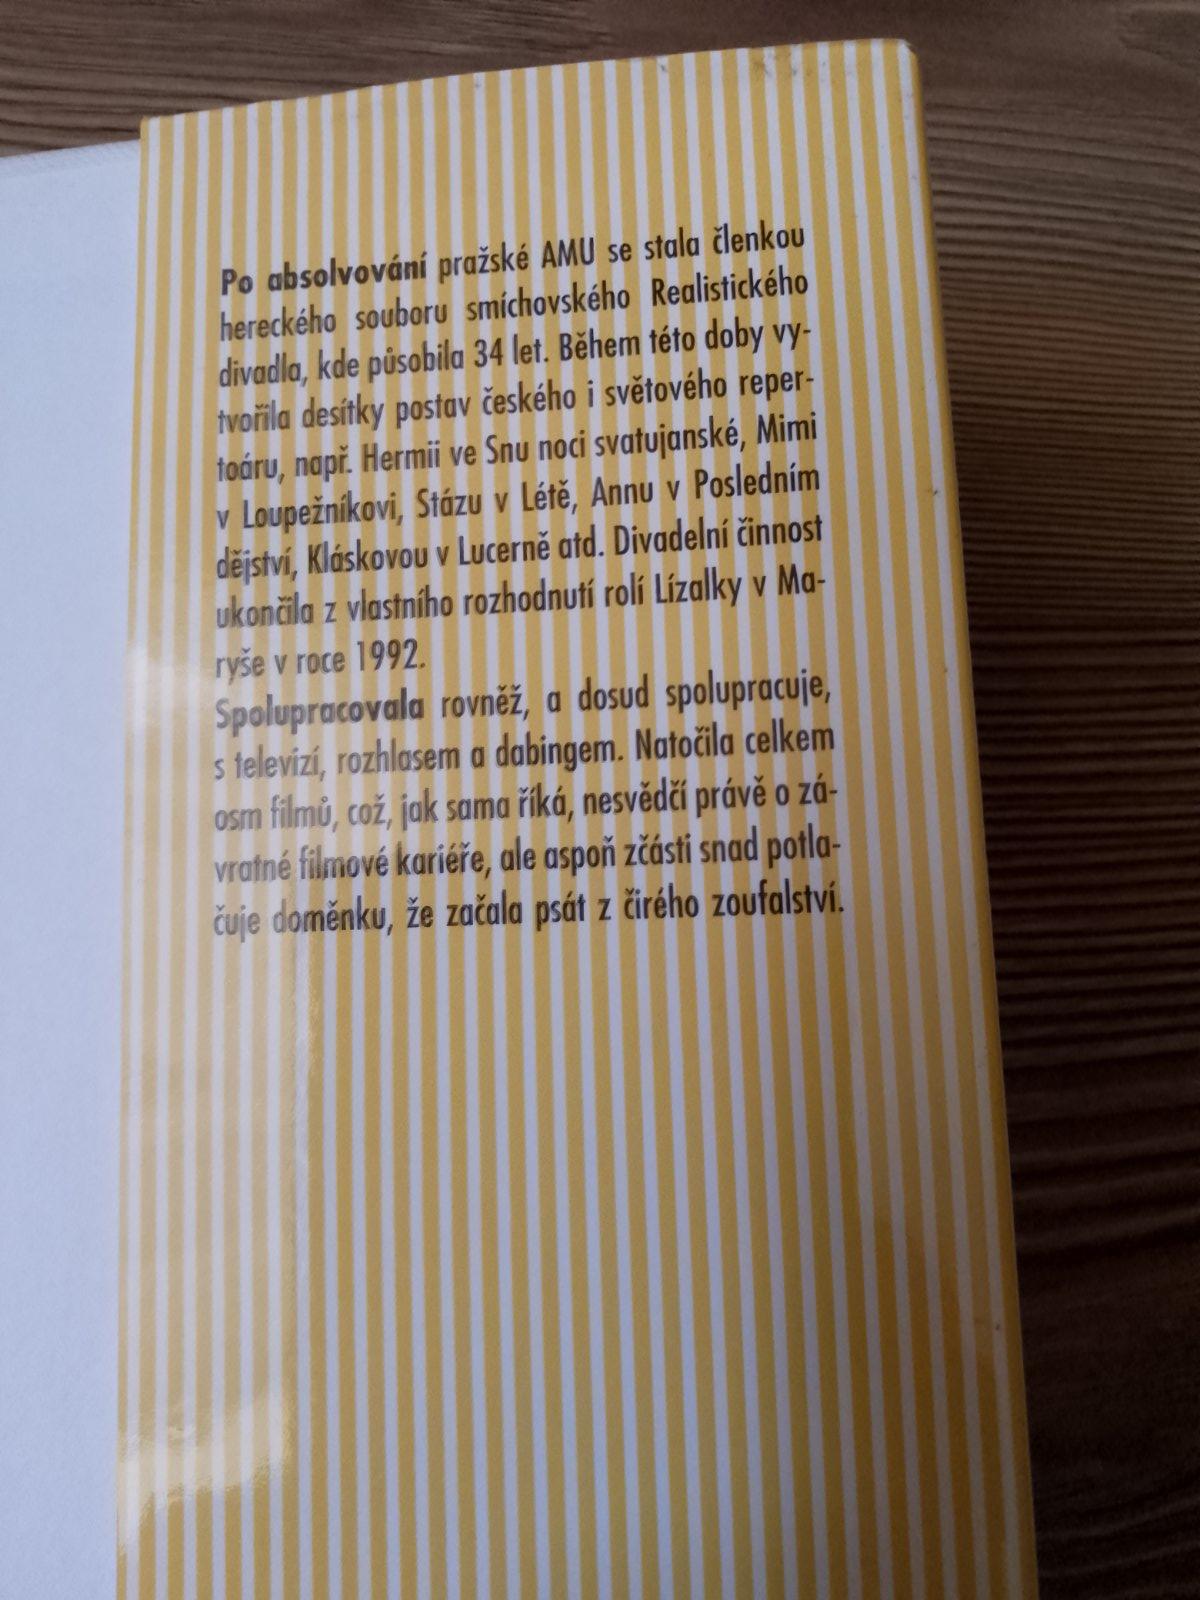 Po absolvování pražské AMU se stala členkou
hereckého souboru smíchovského Realistického
divadla, kde působila 34 let. Během této doby vy-
tvořila desítky postav českého i světového reper-
toáru, např. Hermii ve Snu noci svatujanské, Mimi
v Loupežníkovi, Stázu v Létě, Annu v Posledním
dějství, Kláskovou v Lucerně atd. Divadelní činnost
ukončila z vlastního rozhodnutí rolí Lízalky v Ma-
ryše v roce 1992.
Spolupracovala rovněž, a dosud spolupracuje,
s televizí, rozhlasem a dabingem. Natočila celkem
osm filmů, což, jak sama říká, nesvědčí právě o zá-
vratné filmové kariéře, ale aspoň zčásti snad potla-
čuje doměnku, že začala psát z čirého zoufalství.